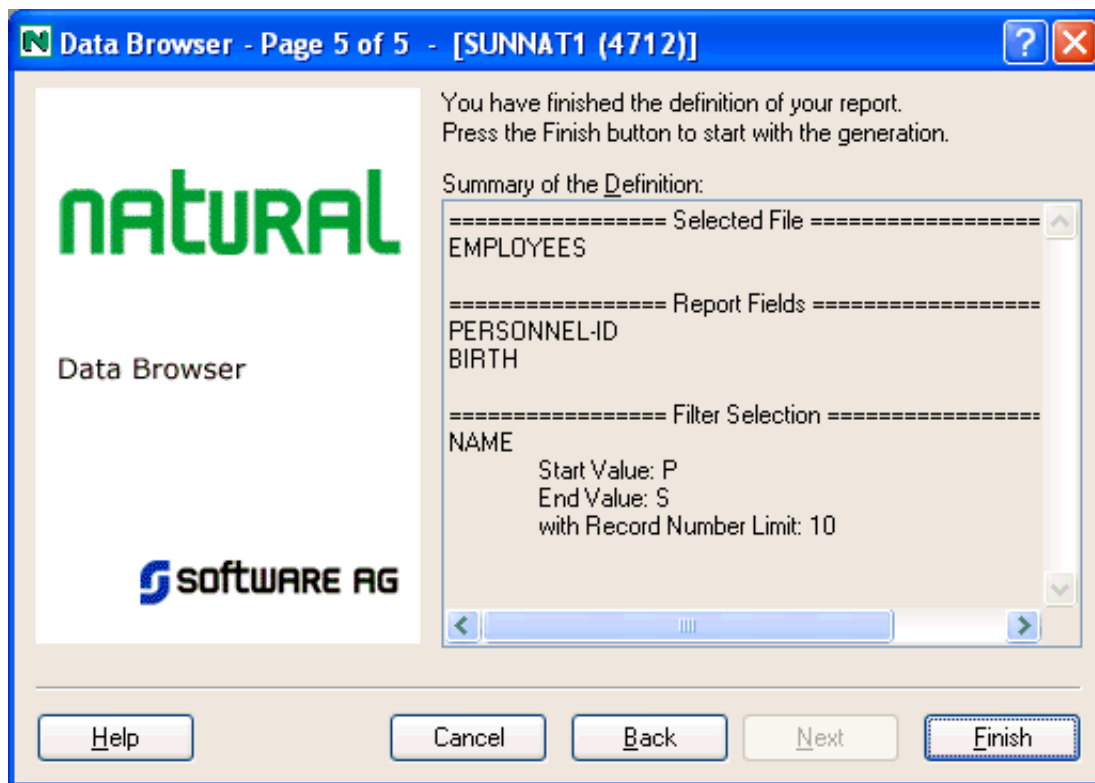 Data Browser - Page 5 of 5 - [SUNNAT1 (4712)]
You have finished the definition of your report.
Press the Finish button to start with the generation.
Summary of the Definition:
================= Selected File ==================
EMPLOYEES
================= Report Fields ==================
PERSONNEL-ID
BIRTH
================= Filter Selection =================
NAME
Start Value: P
End Value: S
with Record Number Limit: 10
natural
Data Browser
software AG
Help Cancel Back Next Finish